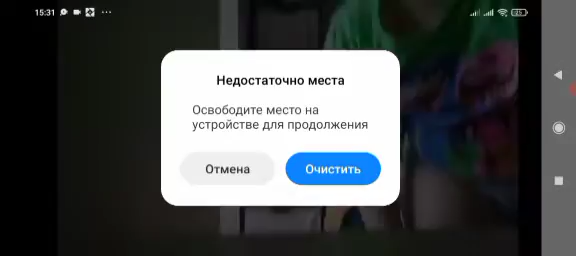 15:31
Недостаточно места
Освободите место на
устройстве для продолжения
Отмена
Очистить